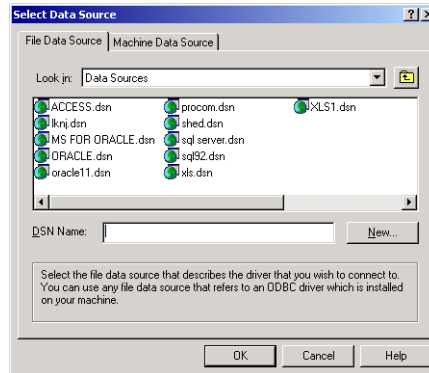 Select Data Source
File Data Source Machine Data Source
Look in: Data Sources
ACCESS.dsn procom.dsn XLS1.dsn
lknj.dsn shed.dsn
MS FOR ORACLE.dsn sql server.dsn
ORACLE.dsn sql92.dsn
oracle11.dsn xls.dsn
DSN Name: New...
Select the file data source that describes the driver that you wish to connect to.
You can use any file data source that refers to an ODBC driver which is installed
on your machine.
OK Cancel Help